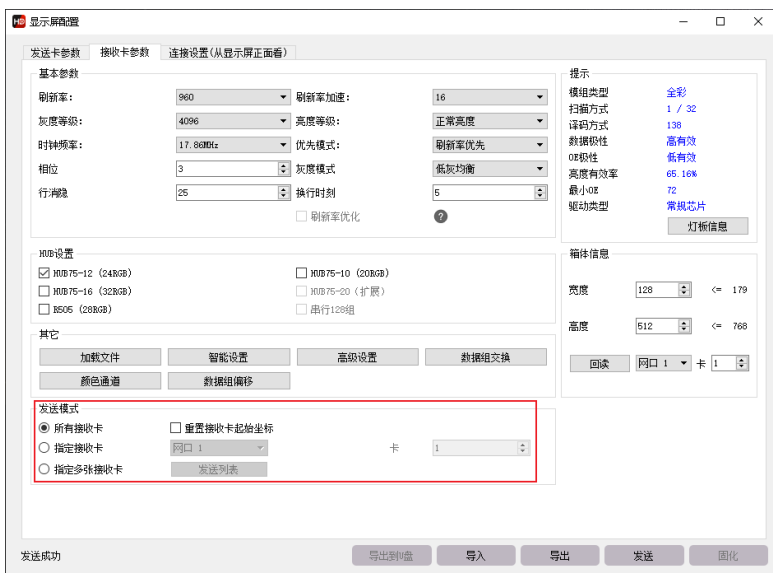 HD 显示屏配置
发送卡参数 接收卡参数 连接设置(从显示屏正面看)
基本参数
刷新率: 960 刷新率加速: 16
灰度等级: 4096 亮度等级: 正常亮度
时钟频率: 17.86MHz 优先模式: 刷新率优先
相位 3 灰度模式 低灰均衡
行消隐 25 换行时刻 5
刷新率优化 ?
提示
模组类型 全彩
扫描方式 1 / 32
译码方式 138
数据极性 高有效
OE极性 低有效
亮度有效率 65.16%
最小OE 72
驱动类型 常规芯片
灯板信息
HUB设置
HUB75-12 (24RGB) HUB75-10 (20RGB)
HUB75-16 (32RGB) HUB75-20 (扩展)
R505 (28RGB) 串行128组
箱体信息
宽度 128 <= 179
高度 512 <= 768
回读 网口 1 卡 1
其它
加载文件 智能设置 高级设置 数据组交换
颜色通道 数据组偏移
发送模式
所有接收卡 重置接收卡起始坐标
指定接收卡 网口 1 卡 1
指定多张接收卡 发送列表
发送成功 导出到U盘 导入 导出 发送 固化